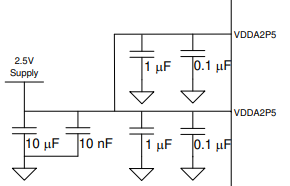 VDDA2P5
2.5V
Supply
1 µF
0.1 µF
VDDA2P5
10 µF
10 nF
1 µF
0.1 µF